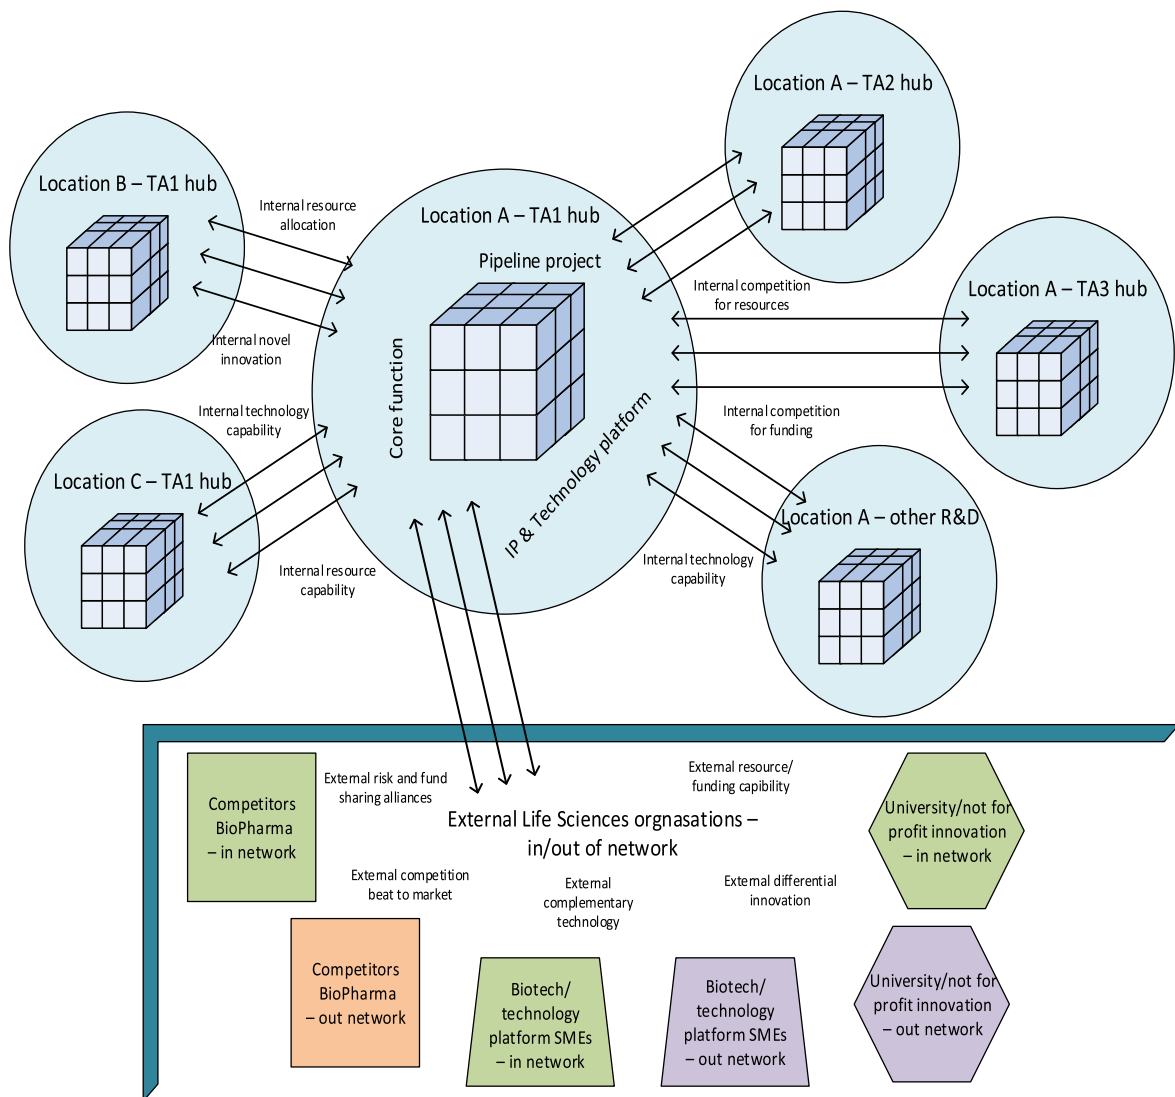 Location A – TA2 hub
Location B – TA1 hub
Internal resource
allocation
Location A – TA1 hub
Pipeline project
Core function
IP & Technology platform
Internal competition
for resources
Location A – TA3 hub
Internal novel
innovation
Internal technology
capability
Internal competition
for funding
Location C – TA1 hub
Location A – other R&D
Internal resource
capability
Internal technology
capability
Competitors
BioPharma
– in network
External risk and fund
sharing alliances
External resource/
funding capibility
External Life Sciences orgnasations –
in/out of network
University/not for
profit innovation
– in network
External competition
beat to market
External
complementary
technology
External differential
innovation
Competitors
BioPharma
– out network
Biotech/
technology
platform SMEs
– in network
Biotech/
technology
platform SMEs
– out network
University/not for
profit innovation
– out network